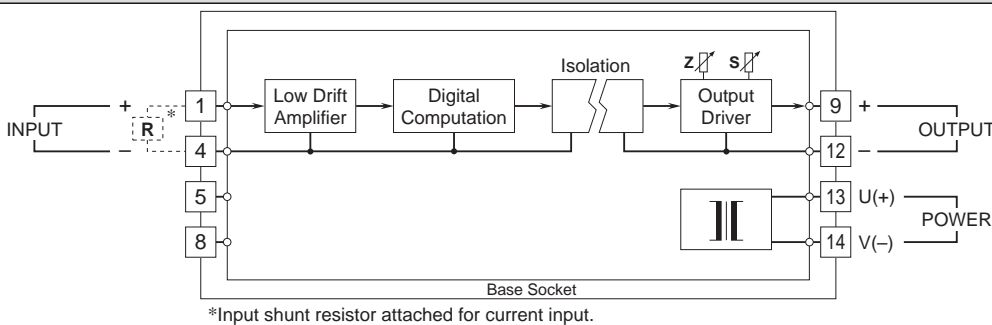 Isolation
Z
S
+
*
1
Low Drift
Amplifier
Digital
Computation
Output
Driver
9
+
INPUT
R
OUTPUT
–
4
12
–
5
13
U(+)
POWER
8
14
V(–)
Base Socket
*Input shunt resistor attached for current input.